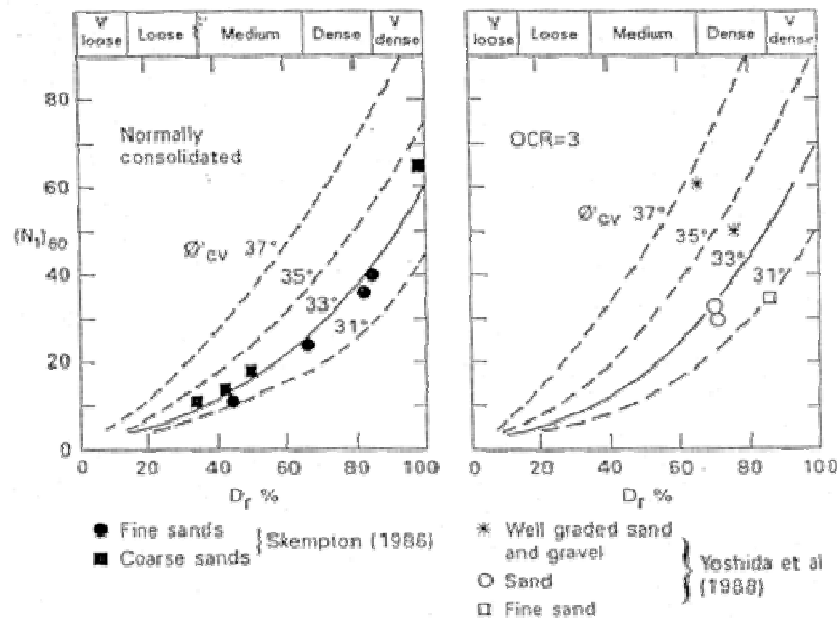 V loose
Loose
Medium
Dense
V dense
80
60
40
20
0
(N₁)₆₀
Normally
consolidated
Ø'cv 37°
35°
33°
31°
0 20 40 60 80 100
Dr %
● Fine sands
■ Coarse sands
Skempton (1986)
V loose
Loose
Medium
Dense
V dense
OCR=3
Ø'cv 37°
35°
33°
31°
0 20 40 60 80 100
Dr %
Well graded sand
and gravel
Sand
Fine sand
Yoshida et al
(1988)